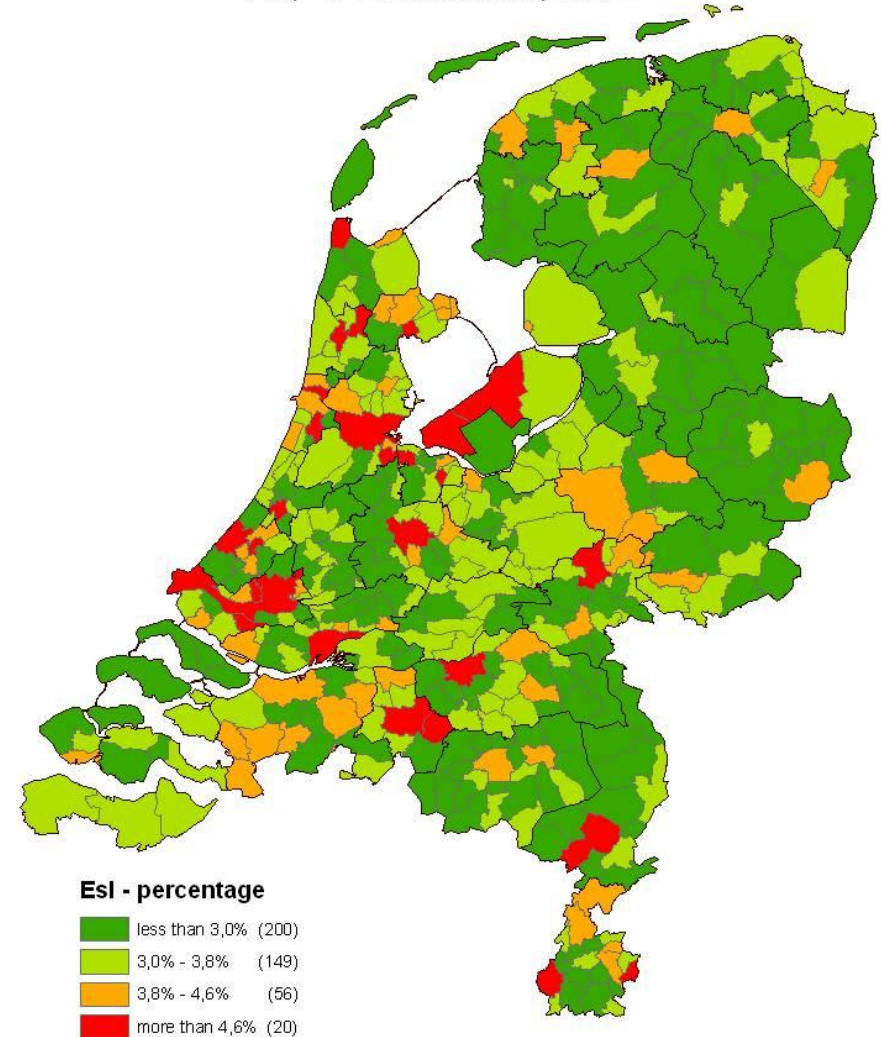 Esl - percentage
less than 3,0% (200)
3,0% - 3,8% (149)
3,8% - 4,6% (56)
more than 4,6% (20)